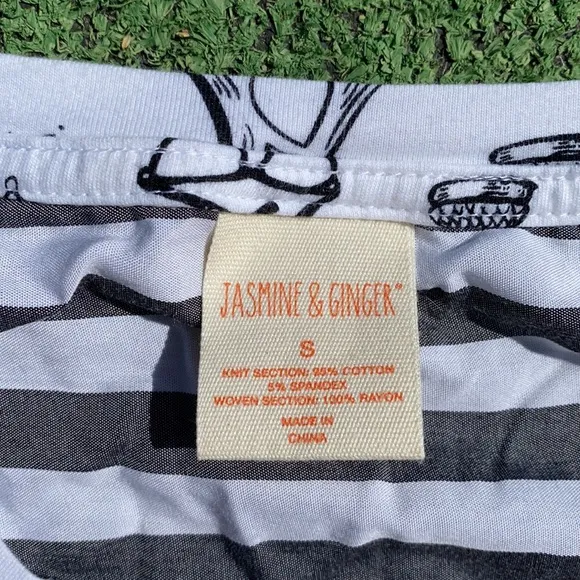 JASMINE & GINGER®
S
KNIT SECTION: 95% COTTON
5% SPANDEX
WOVEN SECTION: 100% RAYON
MADE IN
CHINA